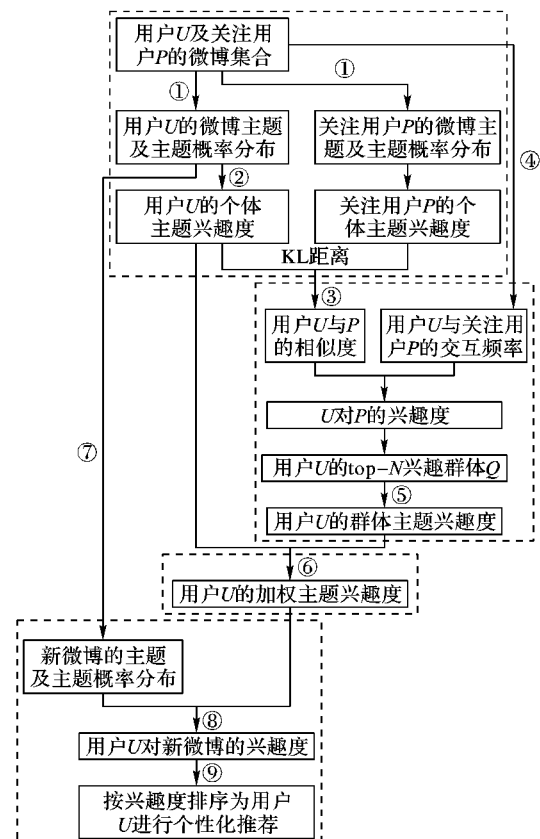 用户U及关注用
户P的微博集合
①
①
用户U的微博主题
及主题概率分布
关注用户P的微博主
题及主题概率分布
④
②
用户U的个体
主题兴趣度
关注用户P的个
体主题兴趣度
KL距离
③
用户U与P
的相似度
用户U与关注用
户P的交互频率
U对P的兴趣度
⑦
用户U的top-N兴趣群体Q
⑤
用户U的群体主题兴趣度
⑥
用户U的加权主题兴趣度
新微博的主题
及主题概率分布
⑧
用户U对新微博的兴趣度
⑨
按兴趣度排序为用户
U进行个性化推荐